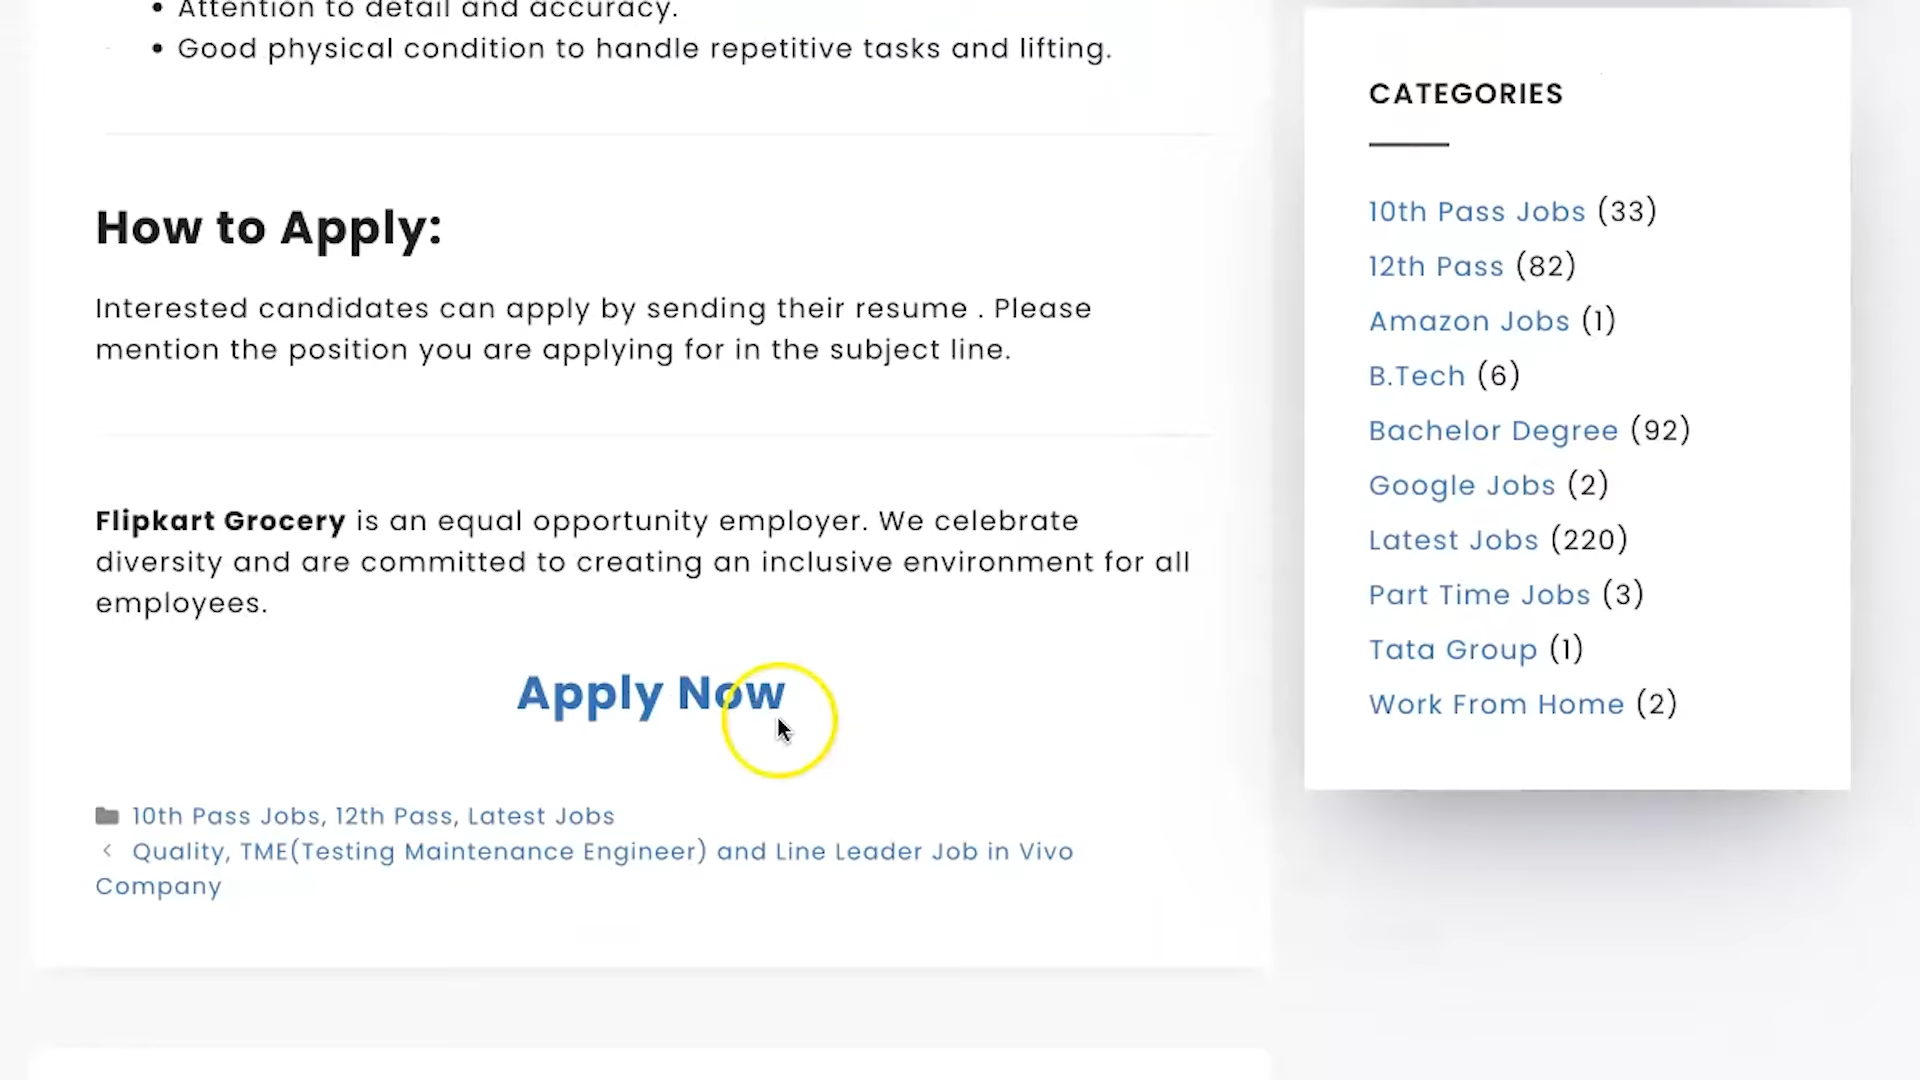 • Attention to detail and accuracy.
• Good physical condition to handle repetitive tasks and lifting.
How to Apply:
Interested candidates can apply by sending their resume . Please
mention the position you are applying for in the subject line.
Flipkart Grocery is an equal opportunity employer. We celebrate
diversity and are committed to creating an inclusive environment for all
employees.
Apply Now
10th Pass Jobs, 12th Pass, Latest Jobs
‹ Quality, TME(Testing Maintenance Engineer) and Line Leader Job in Vivo
Company
CATEGORIES
10th Pass Jobs (33)
12th Pass (82)
Amazon Jobs (1)
B.Tech (6)
Bachelor Degree (92)
Google Jobs (2)
Latest Jobs (220)
Part Time Jobs (3)
Tata Group (1)
Work From Home (2)